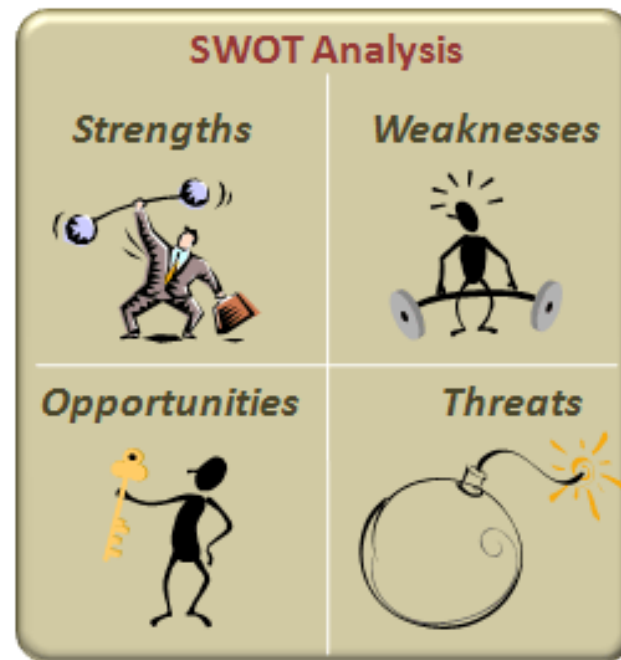 SWOT Analysis
Strengths
Weaknesses
Opportunities
Threats